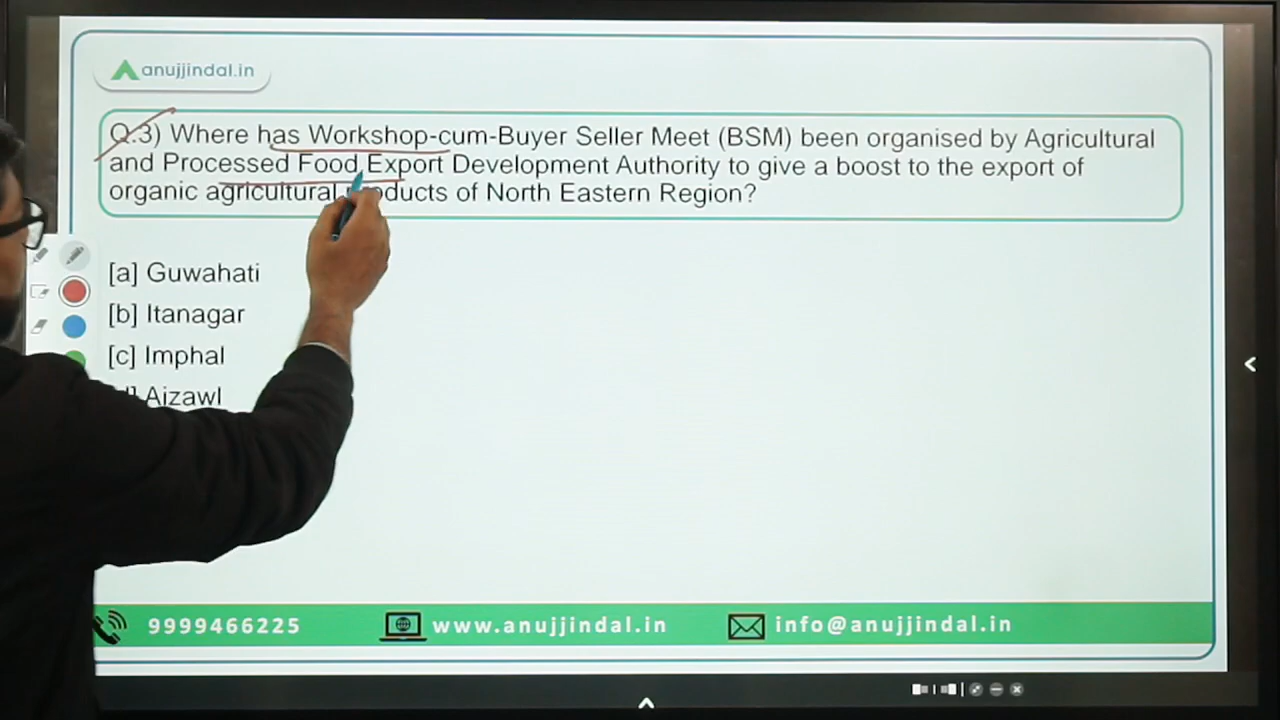 anujjindal.in
Q.3) Where has Workshop-cum-Buyer Seller Meet (BSM) been organised by Agricultural
and Processed Food Export Development Authority to give a boost to the export of
organic agricultural products of North Eastern Region?
[a] Guwahati
[b] Itanagar
[c] Imphal
Aizawl
9999466225
www.anujjindal.in
info@anujjindal.in